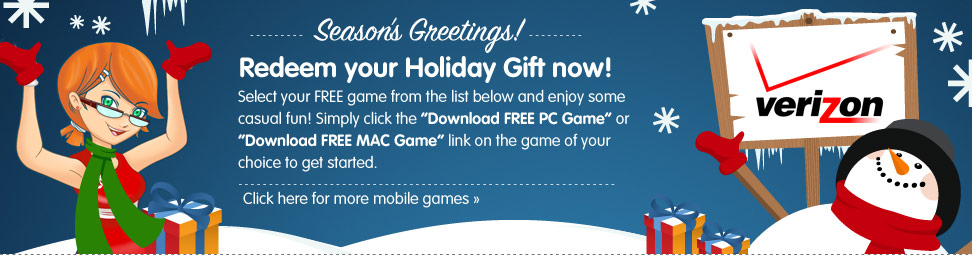 Season's Greetings!
Redeem your Holiday Gift now!
Select your FREE game from the list below and enjoy some
casual fun! Simply click the “Download FREE PC Game” or
“Download FREE MAC Game” link on the game of your
choice to get started.
Click here for more mobile games »
verizon